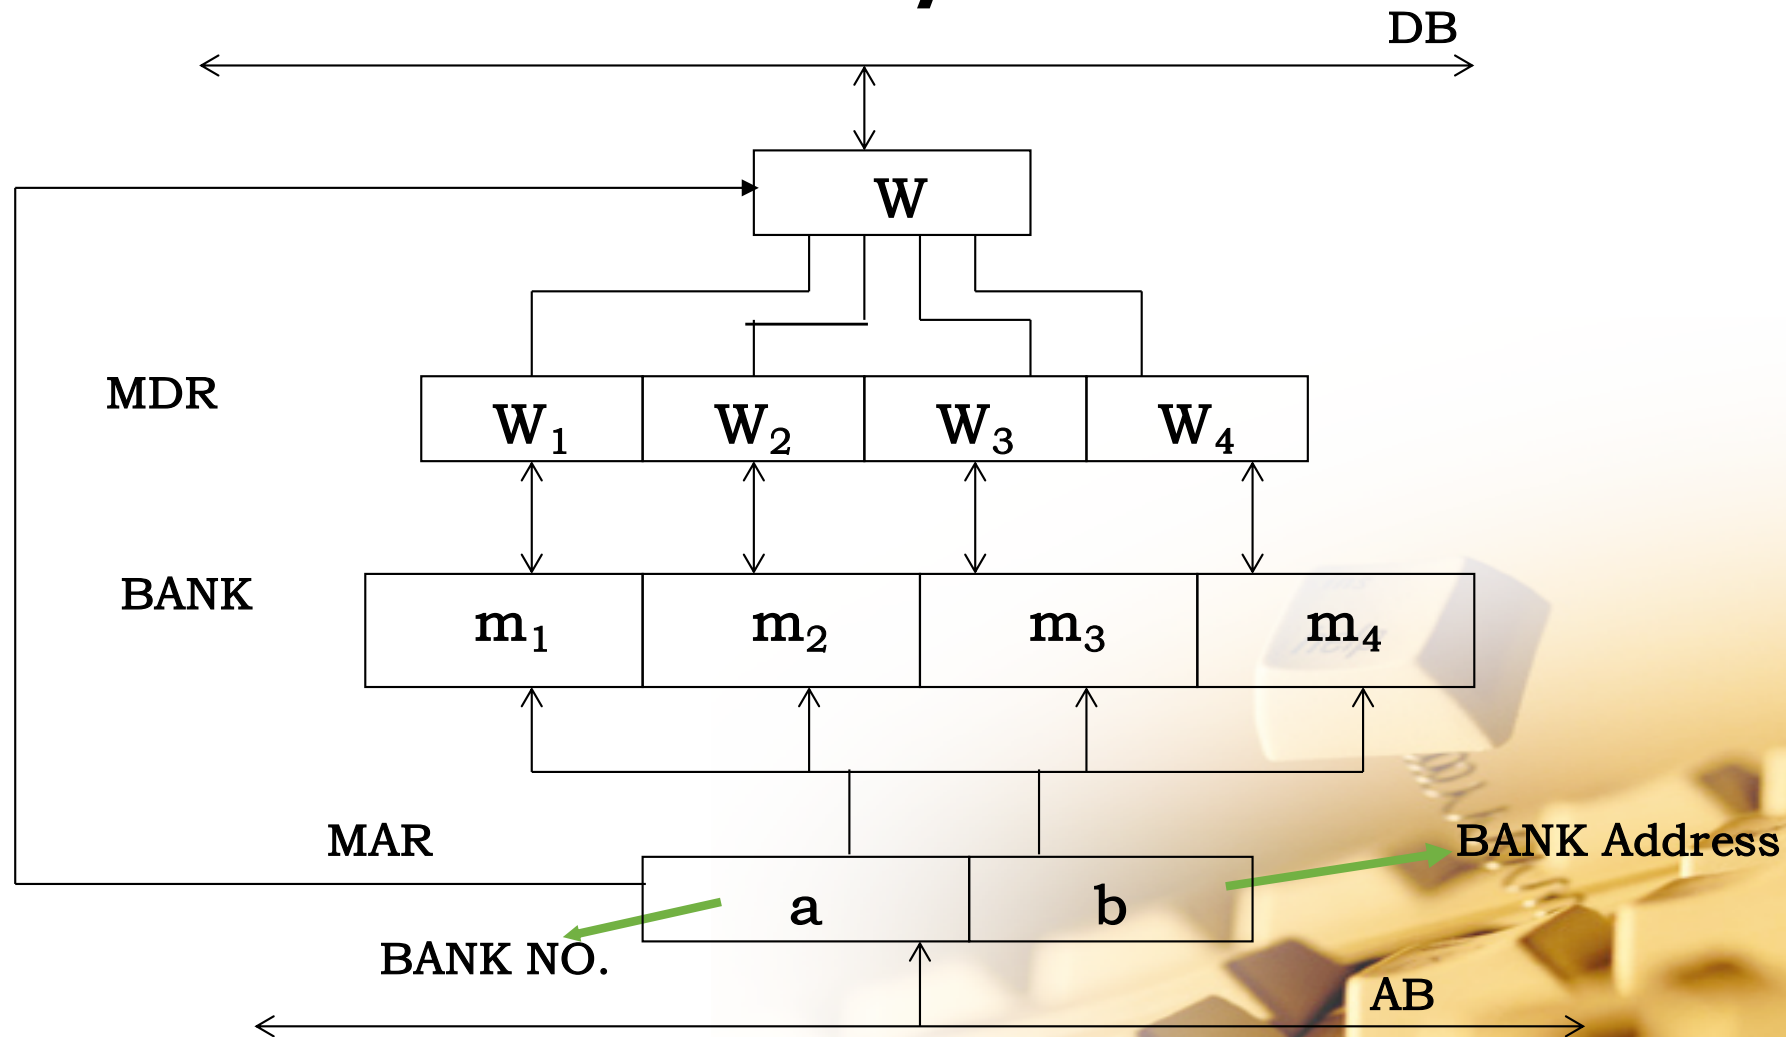 DB
W
MDR
W₁ W₂ W₃ W₄
BANK
m₁ m₂ m₃ m₄
MAR
BANK Address
a b
BANK NO.
AB